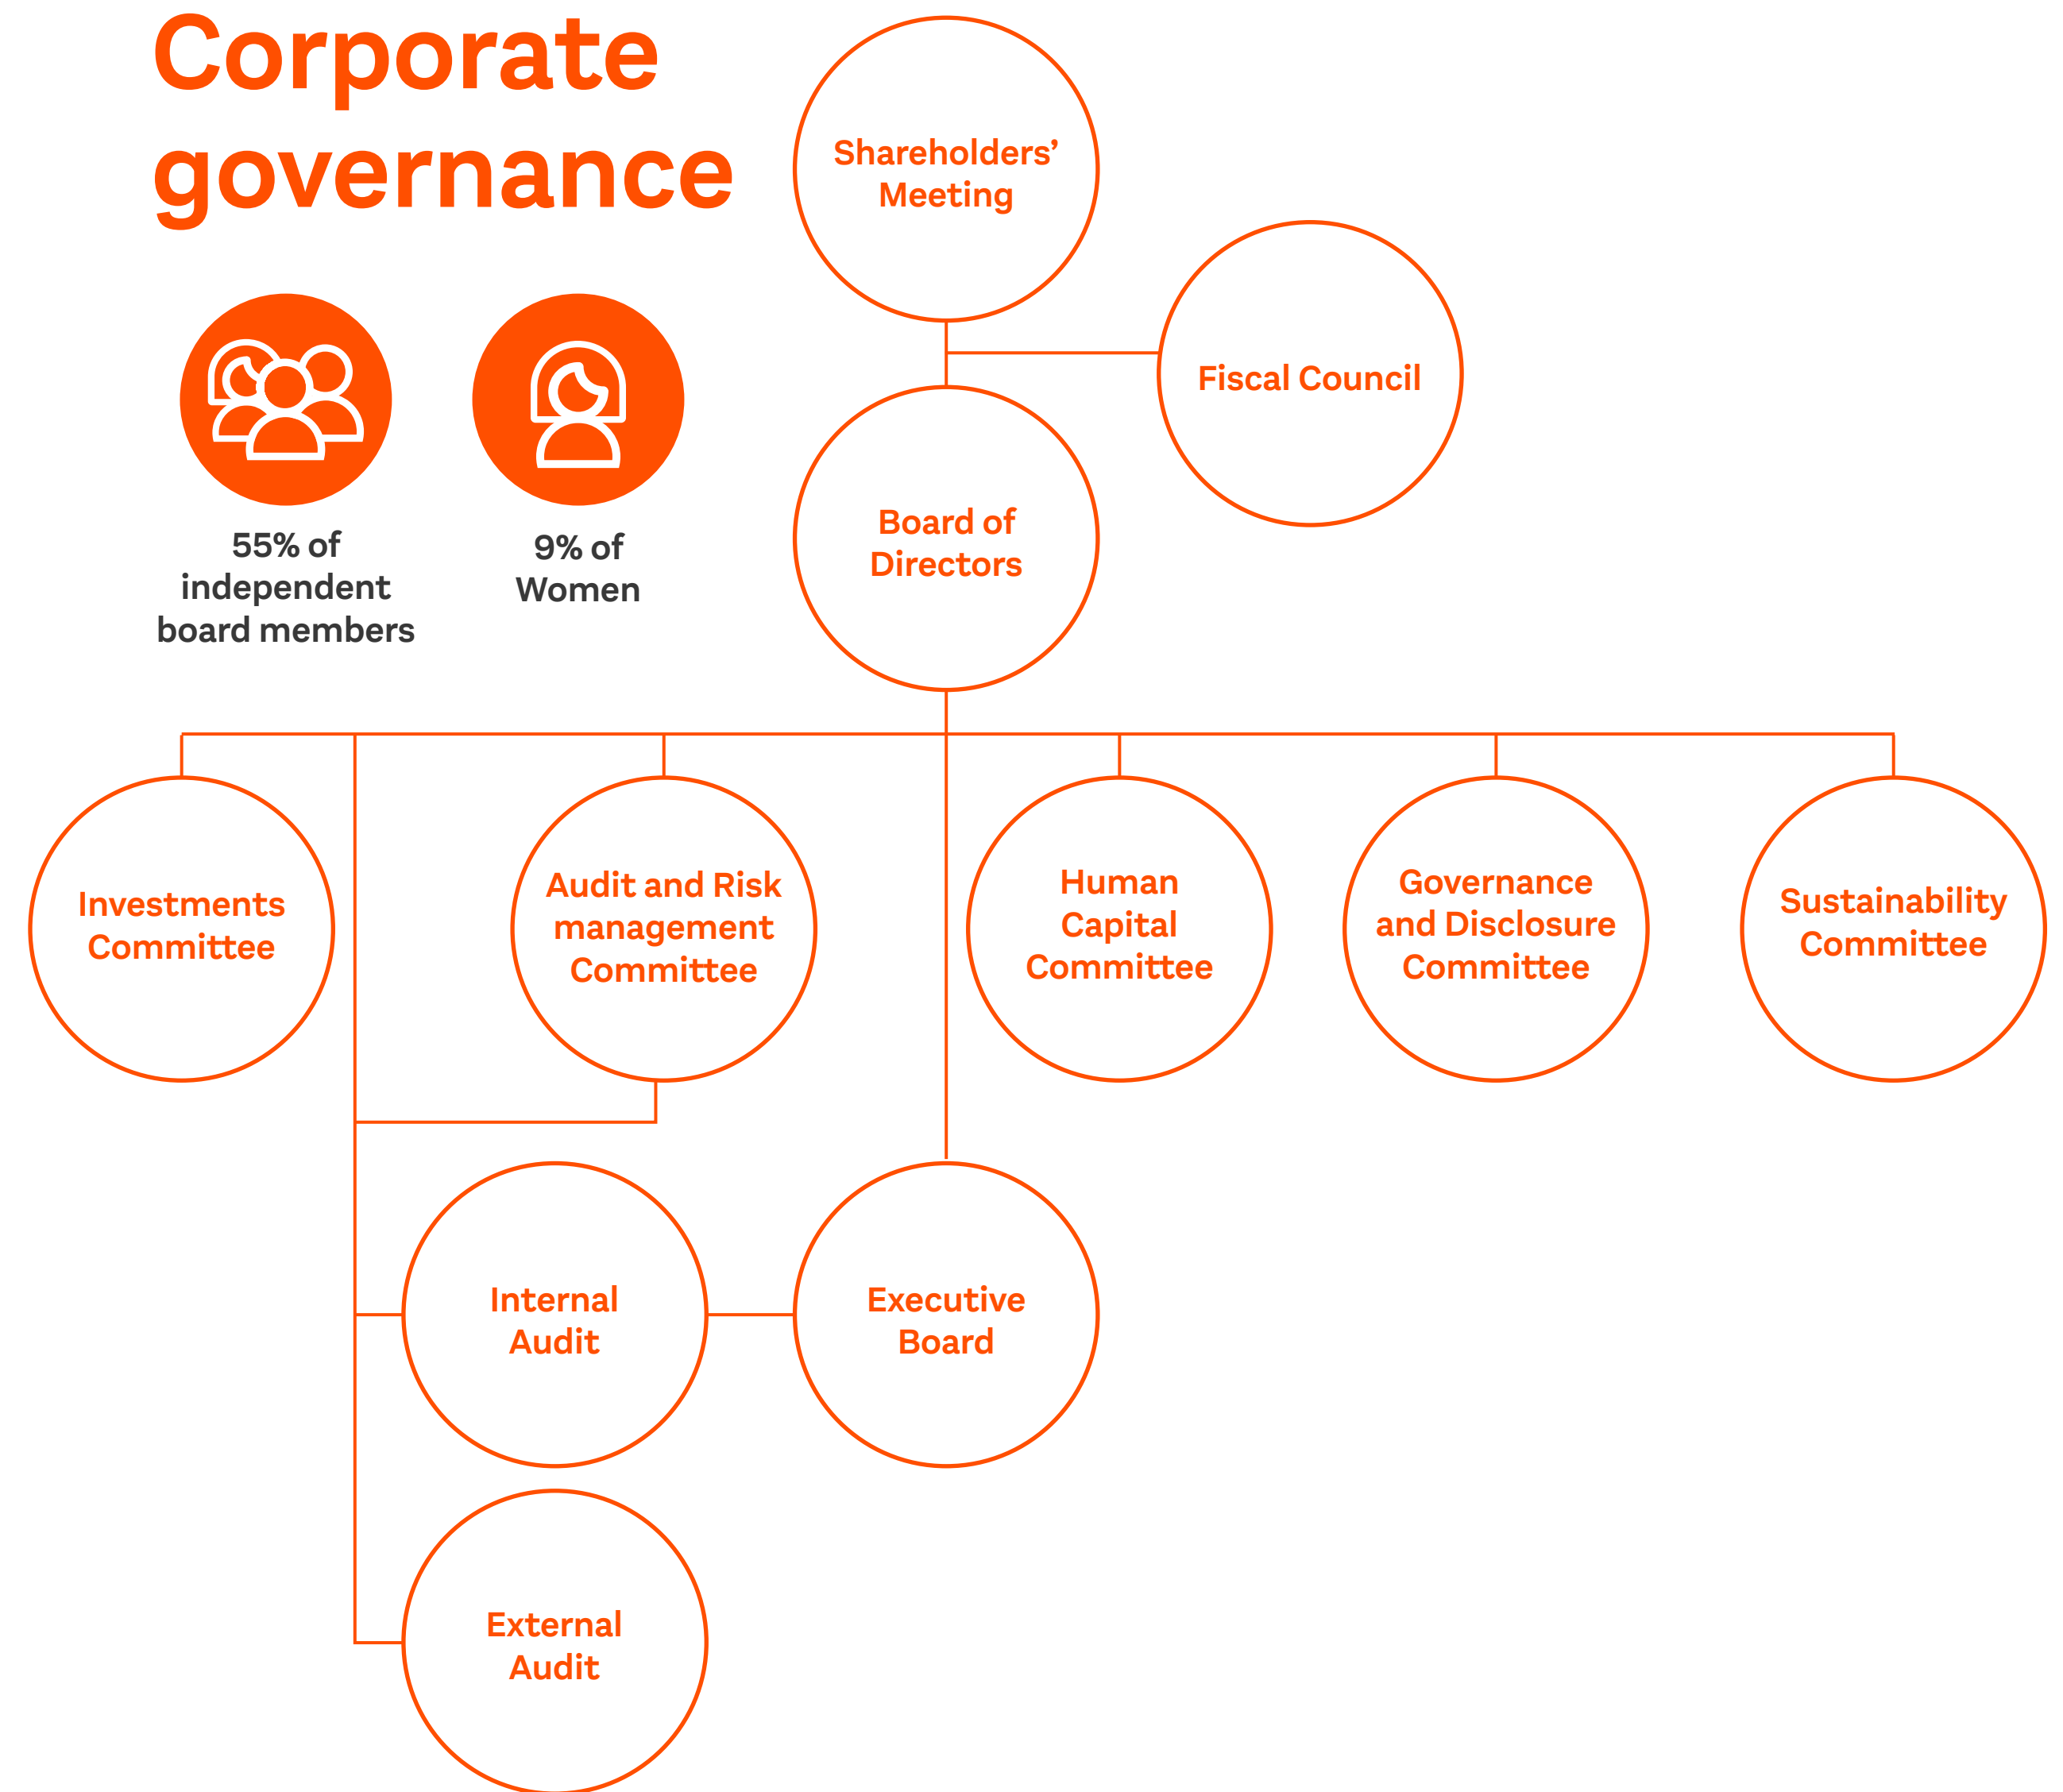 Corporate
governance
Shareholders’
Meeting
Fiscal Council
55% of
independent
board members
9% of
Women
Board of
Directors
Investments
Committee
Audit and Risk
management
Committee
Human
Capital
Committee
Governance
and Disclosure
Committee
Sustainability
Committee
Internal
Audit
Executive
Board
External
Audit